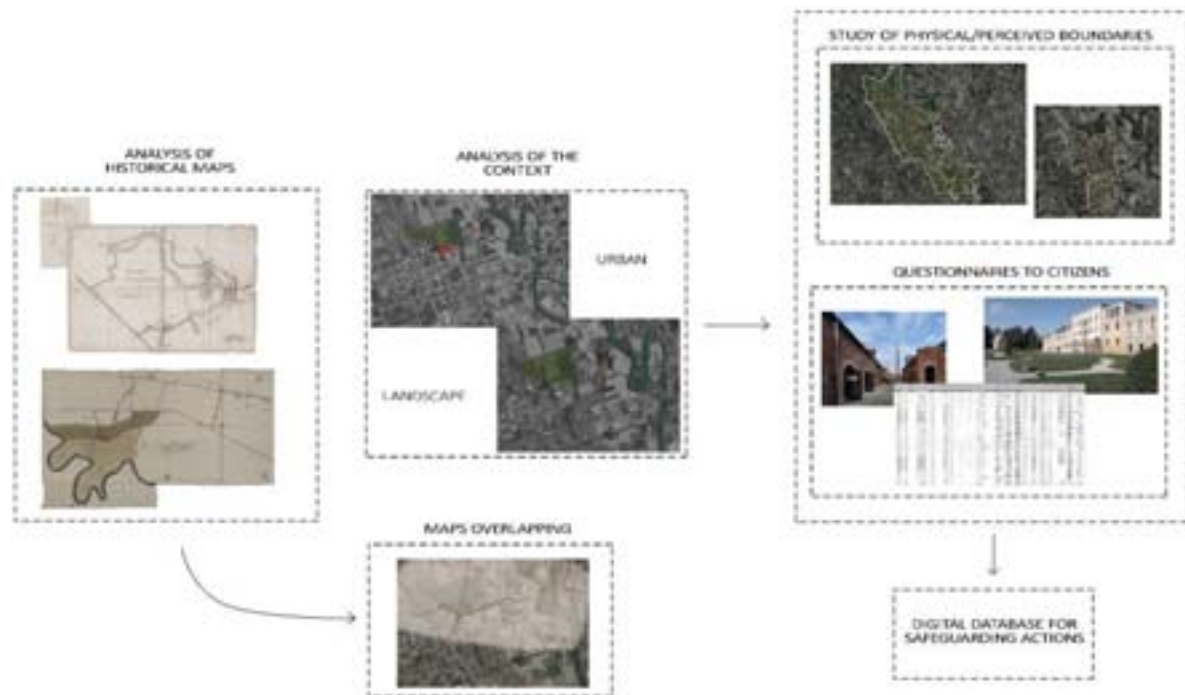 STUDY OF PHYSICAL/PERCEIVED BOUNDARIES
ANALYSIS OF
HISTORICAL MAPS
ANALYSIS OF THE
CONTEXT
URBAN
LANDSCAPE
QUESTIONNARIES TO CITIZENS
MAPS OVERLAPPING
DIGITAL DATABASE FOR
SAFEGUARDING ACTIONS